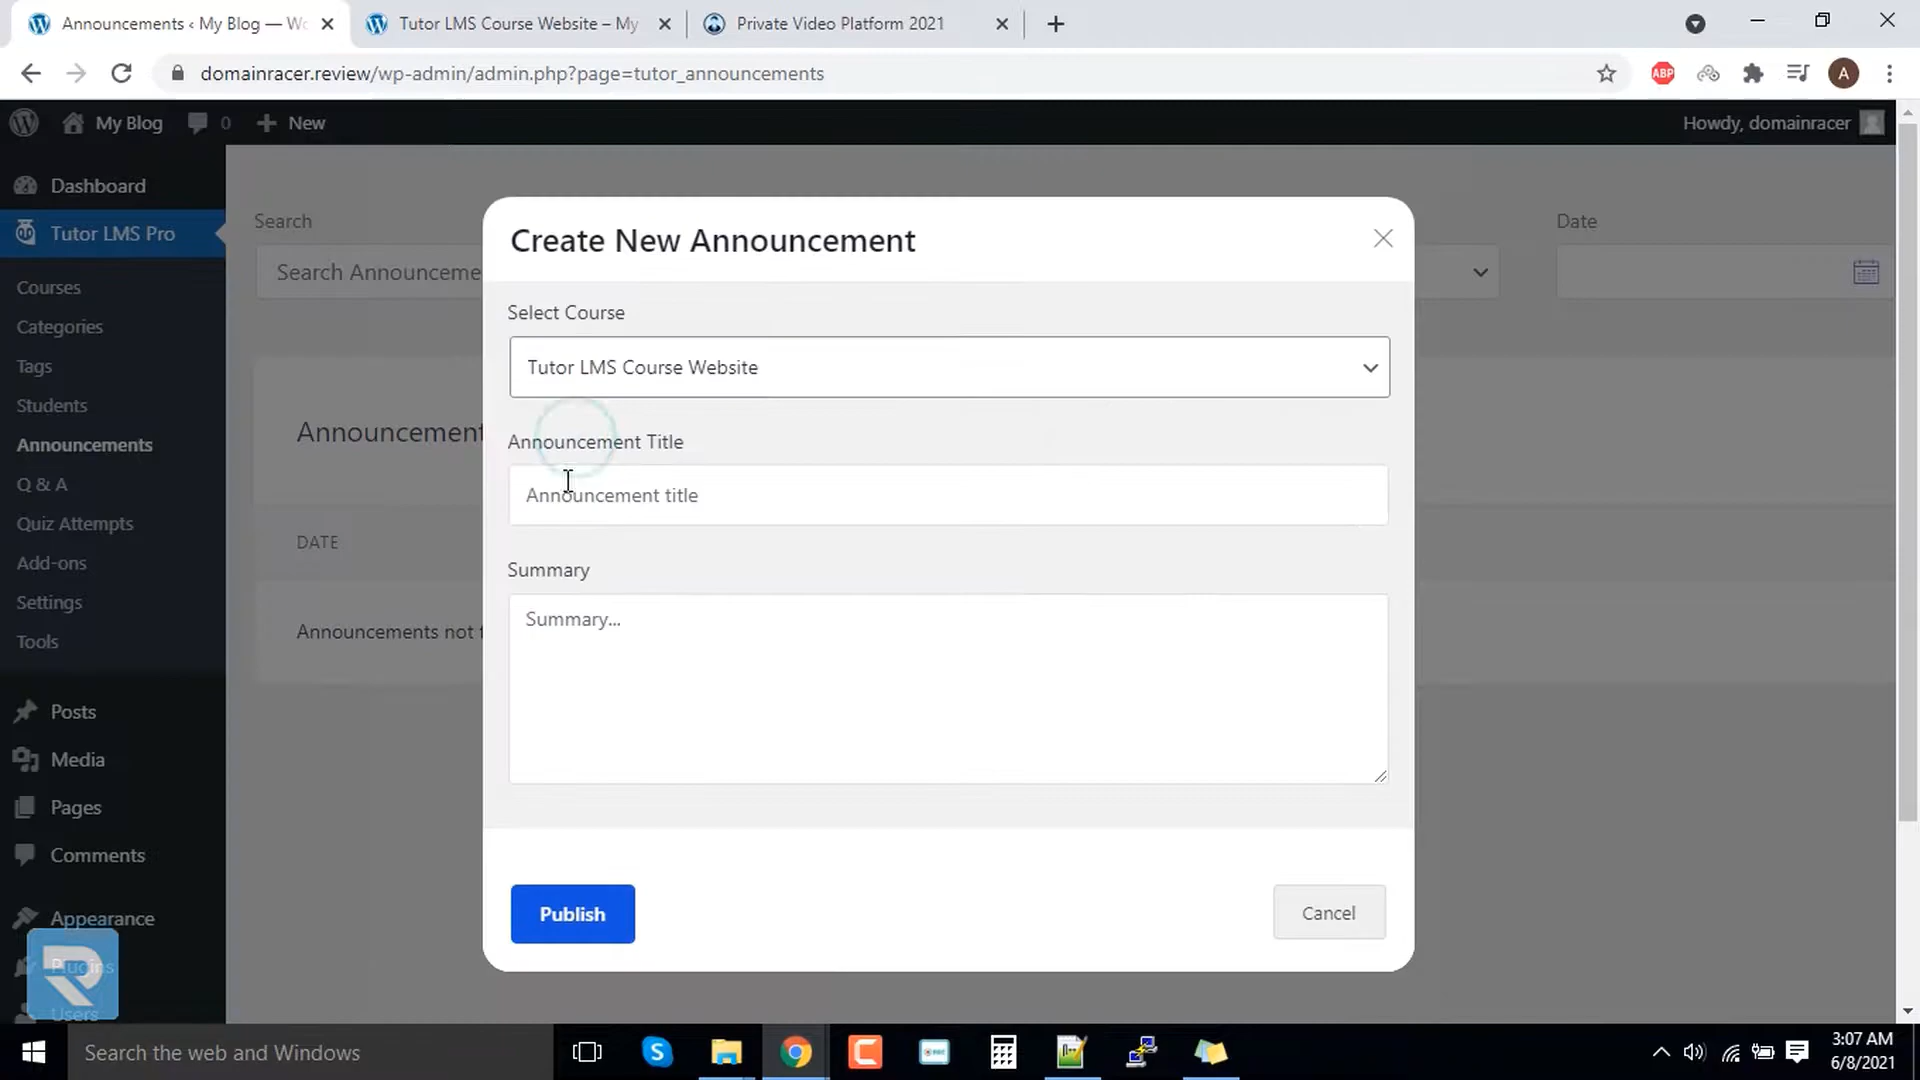 Announcements ‹ My Blog — Wo
Tutor LMS Course Website – My
Private Video Platform 2021
domainracer.review/wp-admin/admin.php?page=tutor_announcements
ABP
A
My Blog
0
New
Howdy, domainracer
Dashboard
Tutor LMS Pro
Courses
Categories
Tags
Students
Announcements
Q & A
Quiz Attempts
Add-ons
Settings
Tools
Posts
Media
Pages
Comments
Appearance
Plugins
Users
Search
Search Announceme
Date
Announcement
DATE
Announcements not f
Create New Announcement
Select Course
Tutor LMS Course Website
Announcement Title
Announcement title
Summary
Summary...
Publish
Cancel
Search the web and Windows
3:07 AM
6/8/2021